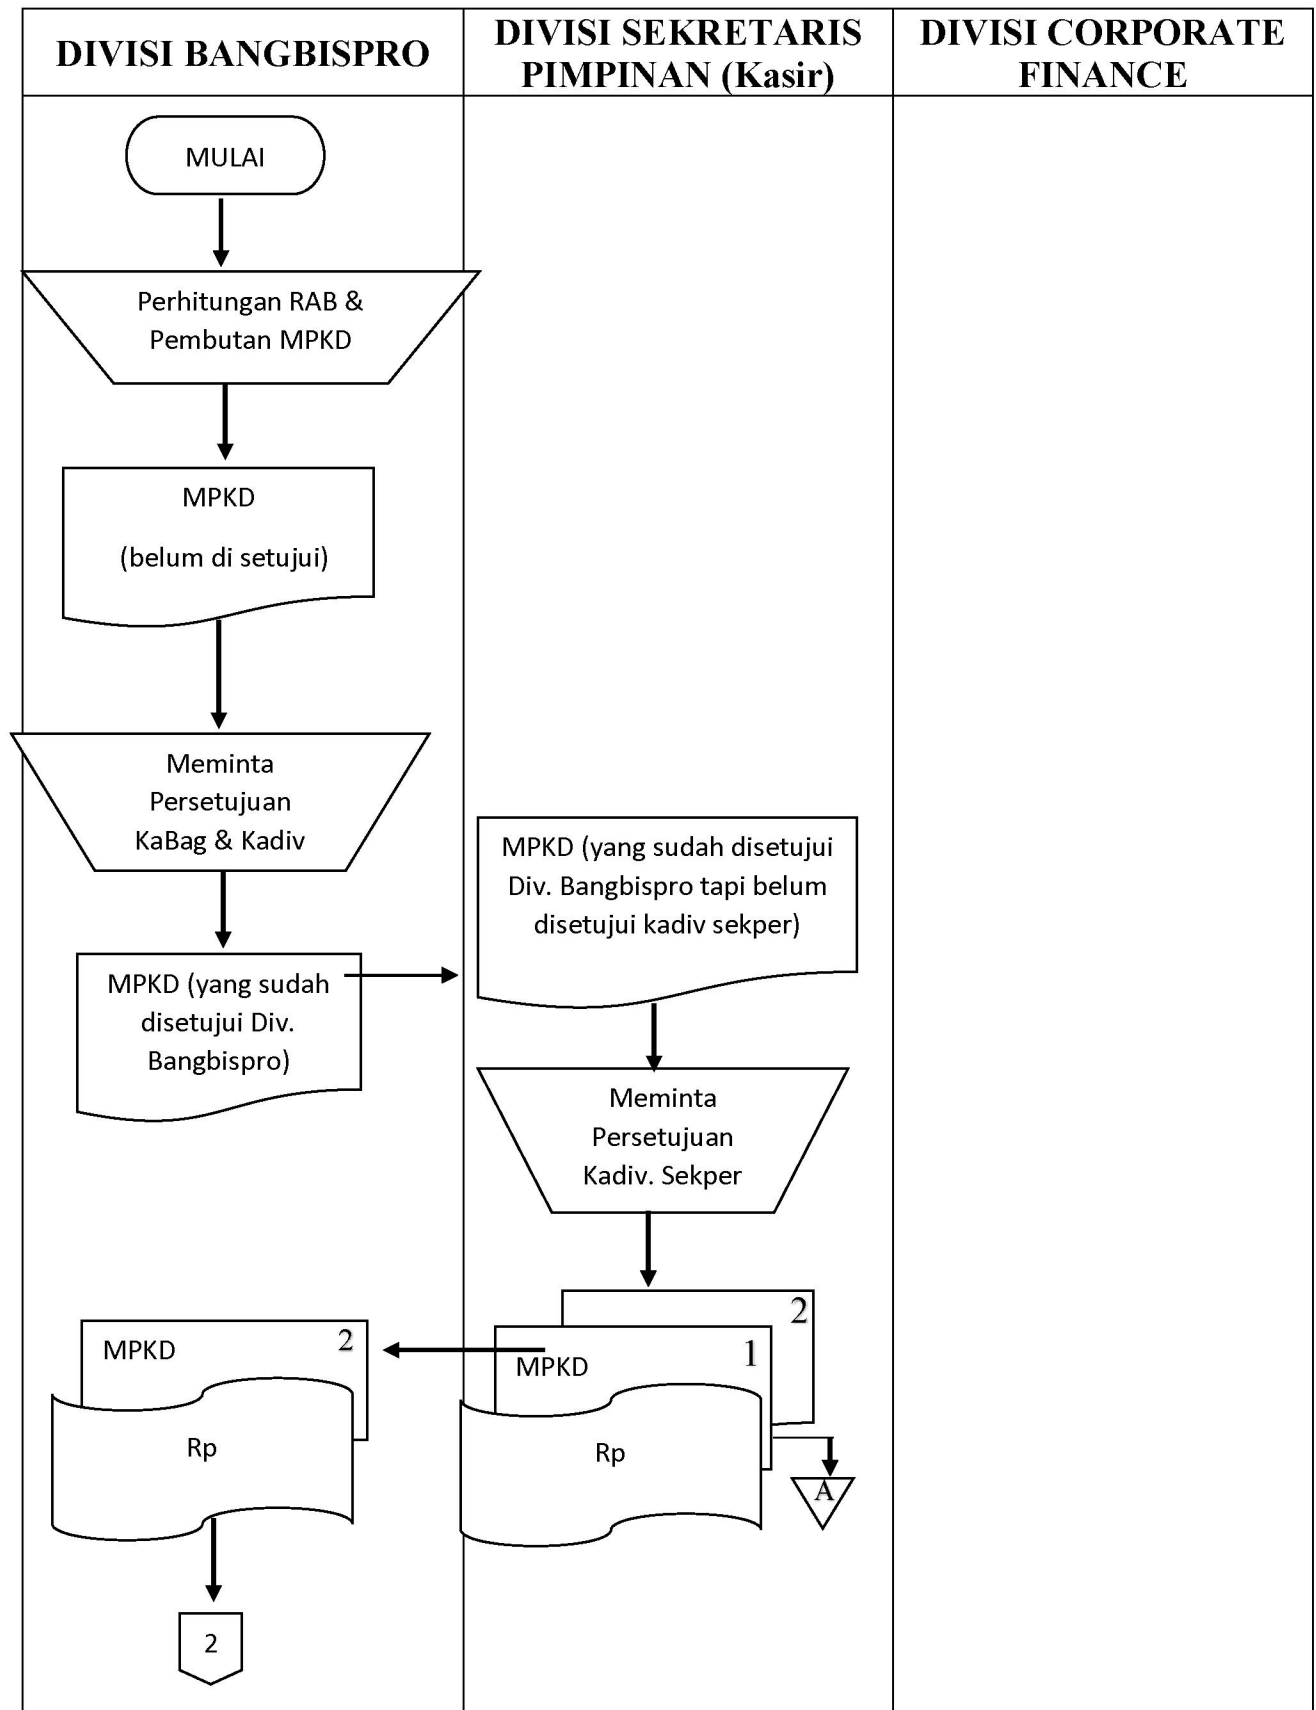 DIVISI BANGBISPRO
DIVISI SEKRETARIS
PIMPINAN (Kasir)
DIVISI CORPORATE
FINANCE
MULAI
Perhitungan RAB &
Pembutan MPKD
MPKD
(belum di setujui)
Meminta
Persetujuan
KaBag & Kadiv
MPKD (yang sudah
disetujui Div.
Bangbispro)
MPKD (yang sudah disetujui
Div. Bangbispro tapi belum
disetujui kadiv sekper)
Meminta
Persetujuan
Kadiv. Sekper
2
1
MPKD
Rp
A
MPKD 2
Rp
2